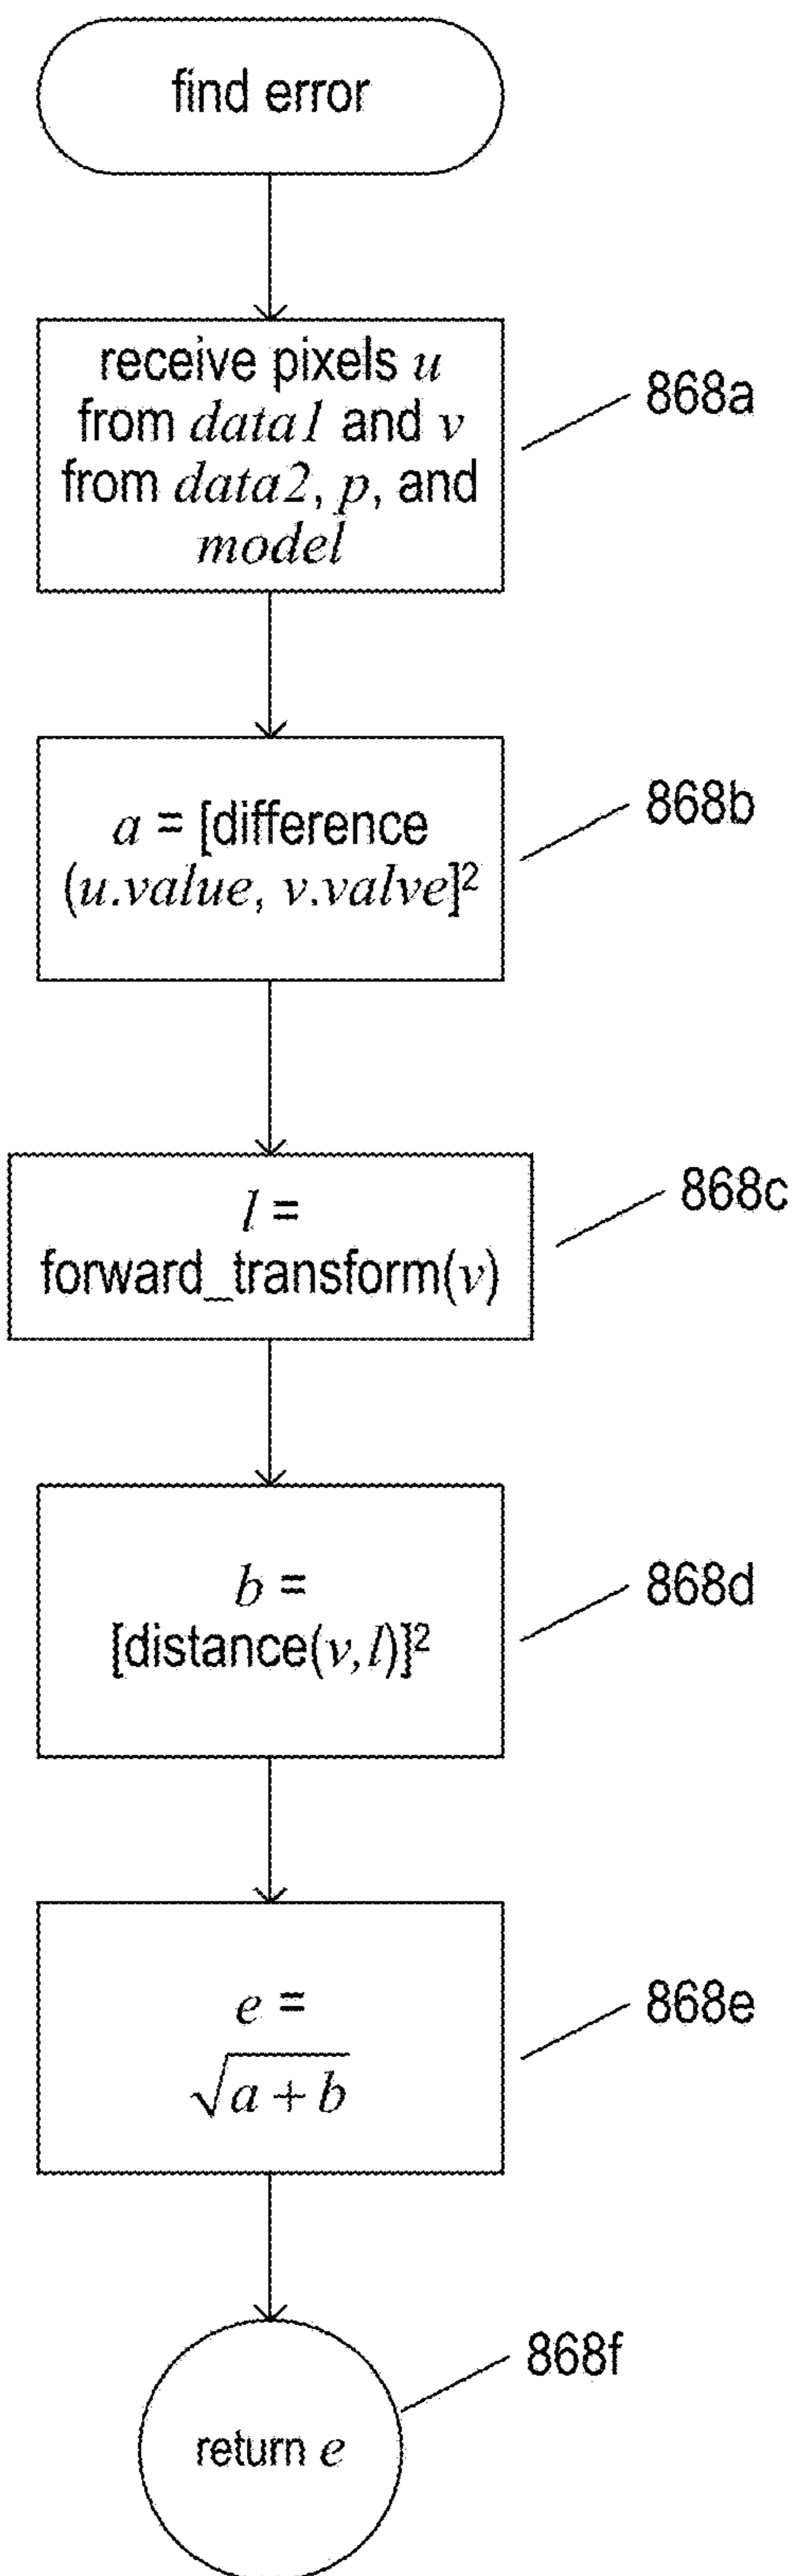 find error
receive pixels u
from data1 and v
from data2, p, and
model
868a
a = [difference
(u.value, v.valve]²
868b
l =
forward_transform(v)
868c
b =
[distance(v,l)]²
868d
e =
√a + b
868e
return e
868f